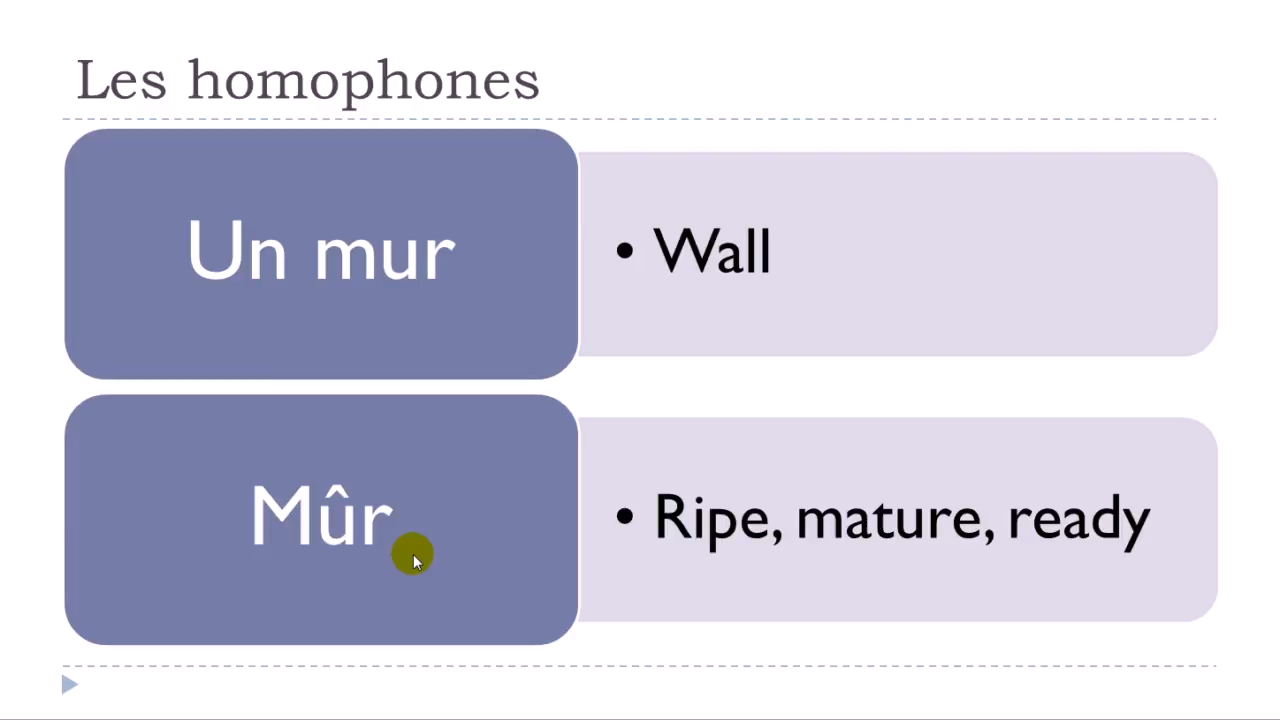 Les homophones
Un mur
• Wall
Mûr
• Ripe, mature, ready